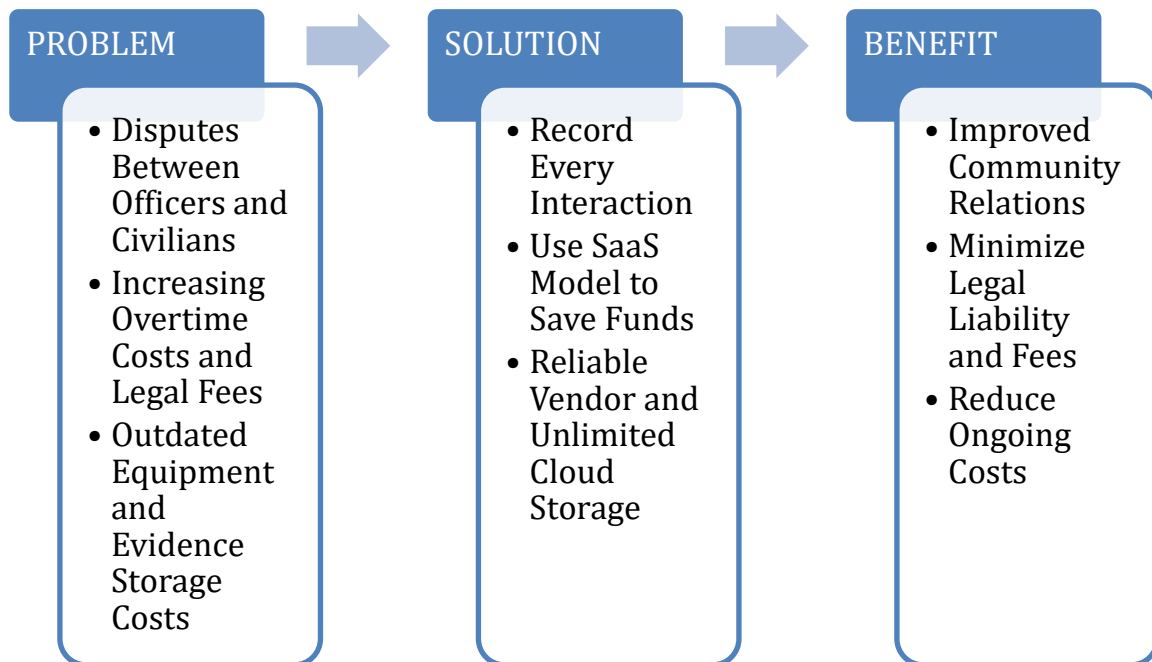 PROBLEM
• Disputes
Between
Officers and
Civilians
• Increasing
Overtime
Costs and
Legal Fees
• Outdated
Equipment
and
Evidence
Storage
Costs
SOLUTION
• Record
Every
Interaction
• Use SaaS
Model to
Save Funds
• Reliable
Vendor and
Unlimited
Cloud
Storage
BENEFIT
• Improved
Community
Relations
• Minimize
Legal
Liability
and Fees
• Reduce
Ongoing
Costs